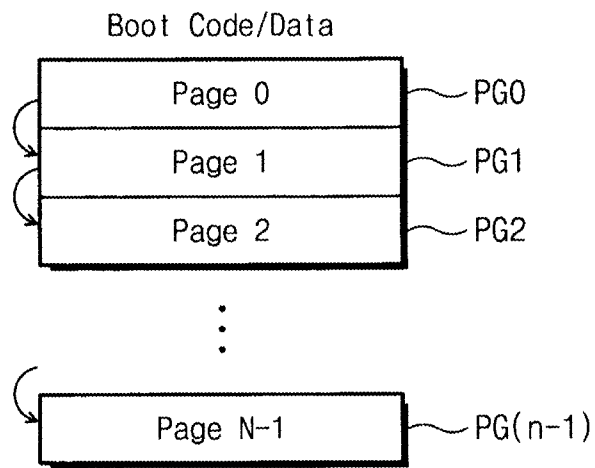 Boot Code/Data
Page 0 PG0
Page 1 PG1
Page 2 PG2
Page N-1 PG(n-1)